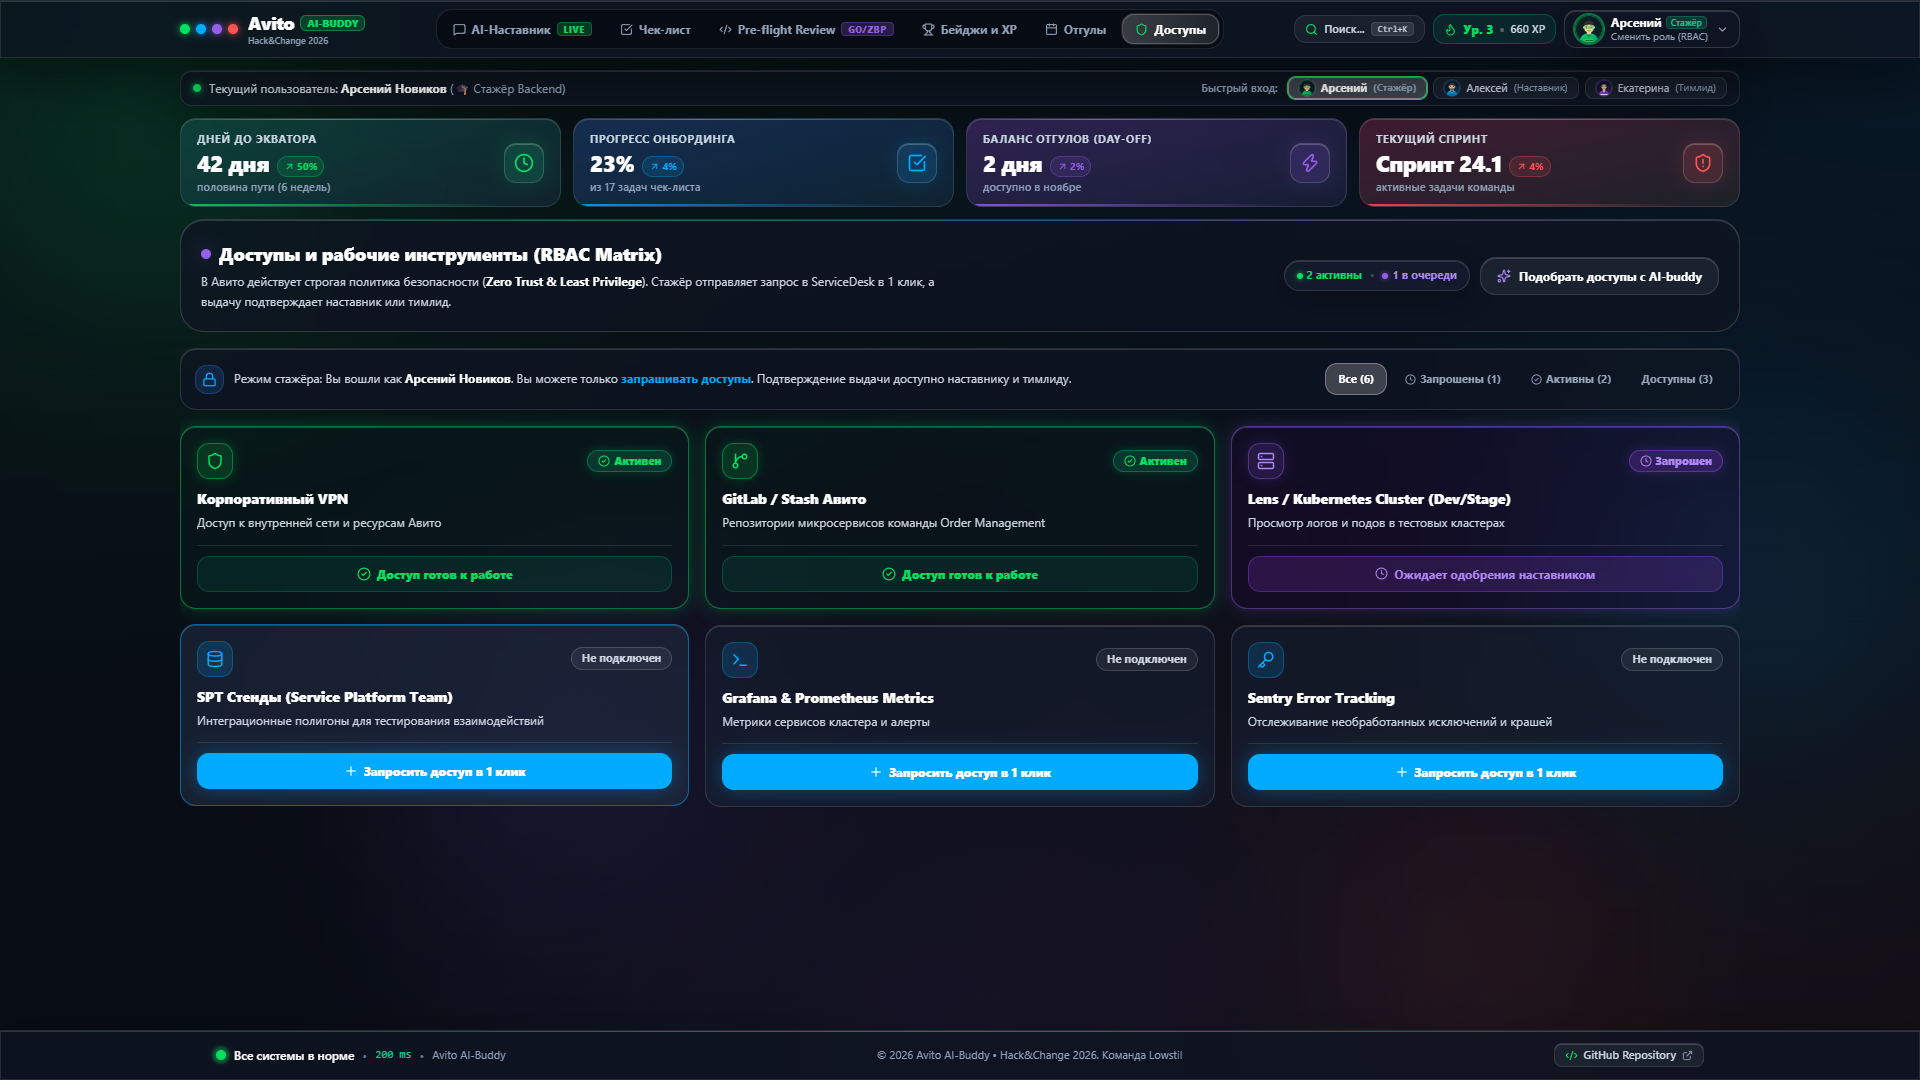 Avito AI-BUDDY
Hack&Change 2026
AI-Наставник LIVE
Чек-лист
Pre-flight Review GO/ZBP
Бейджи и XP
Отгулы
Доступы
Поиск... Ctrl+K
Ур. 3 • 660 XP
Арсений Стажёр
Сменить роль (RBAC)
Текущий пользователь: Арсений Новиков ( Стажёр Backend)
Быстрый вход:
Арсений (Стажёр)
Алексей (Наставник)
Екатерина (Тимлид)
ДНЕЙ ДО ЭКВАТОРА
42 дня 50%
половина пути (6 недель)
ПРОГРЕСС ОНБОРДИНГА
23% 4%
из 17 задач чек-листа
БАЛАНС ОТГУЛОВ (DAY-OFF)
2 дня 2%
доступно в ноябре
ТЕКУЩИЙ СПРИНТ
Спринт 24.1 4%
активные задачи команды
Доступы и рабочие инструменты (RBAC Matrix)
В Авито действует строгая политика безопасности (Zero Trust & Least Privilege). Стажёр отправляет запрос в ServiceDesk в 1 клик, а
выдачу подтверждает наставник или тимлид.
2 активны • 1 в очереди
Подобрать доступы с AI-buddy
Режим стажёра: Вы вошли как Арсений Новиков. Вы можете только запрашивать доступы. Подтверждение выдачи доступно наставнику и тимлиду.
Все (6)
Запрошены (1)
Активны (2)
Доступны (3)
Активен
Корпоративный VPN
Доступ к внутренней сети и ресурсам Авито
Доступ готов к работе
Активен
GitLab / Stash Авито
Репозитории микросервисов команды Order Management
Доступ готов к работе
Запрошен
Lens / Kubernetes Cluster (Dev/Stage)
Просмотр логов и подов в тестовых кластерах
Ожидает одобрения наставником
Не подключен
SPT Стенды (Service Platform Team)
Интеграционные полигоны для тестирования взаимодействий
Запросить доступ в 1 клик
Не подключен
Grafana & Prometheus Metrics
Метрики сервисов кластера и алерты
Запросить доступ в 1 клик
Не подключен
Sentry Error Tracking
Отслеживание необработанных исключений и крашей
Запросить доступ в 1 клик
Все системы в норме • 200 ms • Avito AI-Buddy
© 2026 Avito AI-Buddy • Hack&Change 2026. Команда Lowstil
GitHub Repository